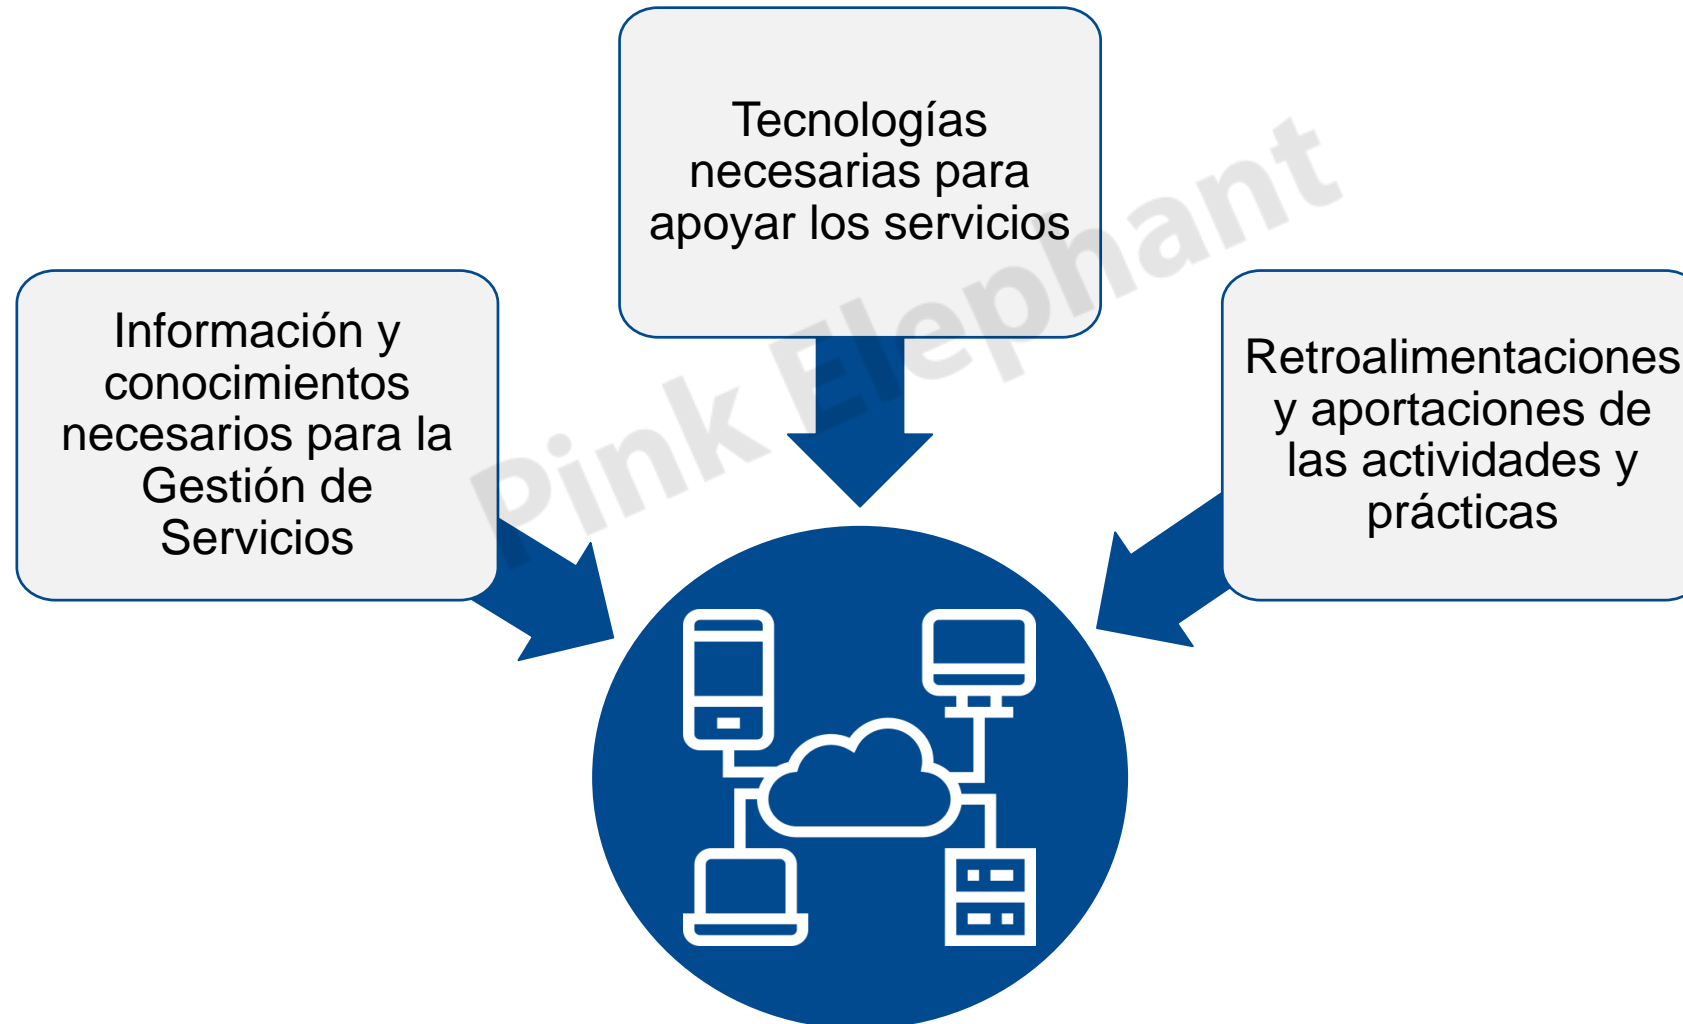 Tecnologías
necesarias para
apoyar los servicios
Información y
conocimientos
necesarios para la
Gestión de
Servicios
Retroalimentaciones
y aportaciones de
las actividades y
prácticas
Pink Elephant